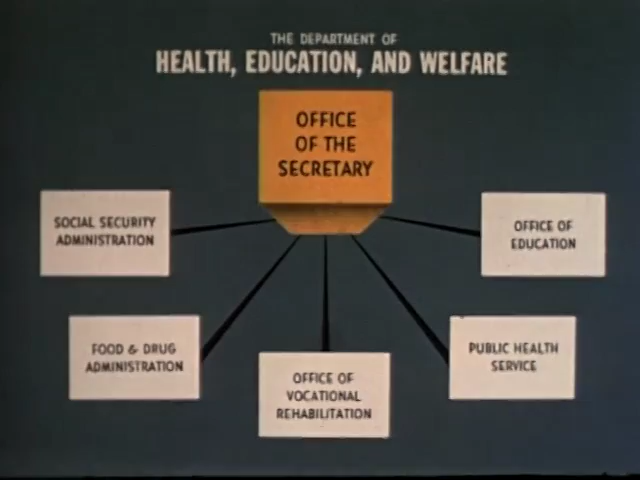 THE DEPARTMENT OF
HEALTH, EDUCATION, AND WELFARE
OFFICE
OF THE
SECRETARY
SOCIAL SECURITY
ADMINISTRATION
OFFICE OF
EDUCATION
FOOD & DRUG
ADMINISTRATION
OFFICE OF
VOCATIONAL
REHABILITATION
PUBLIC HEALTH
SERVICE